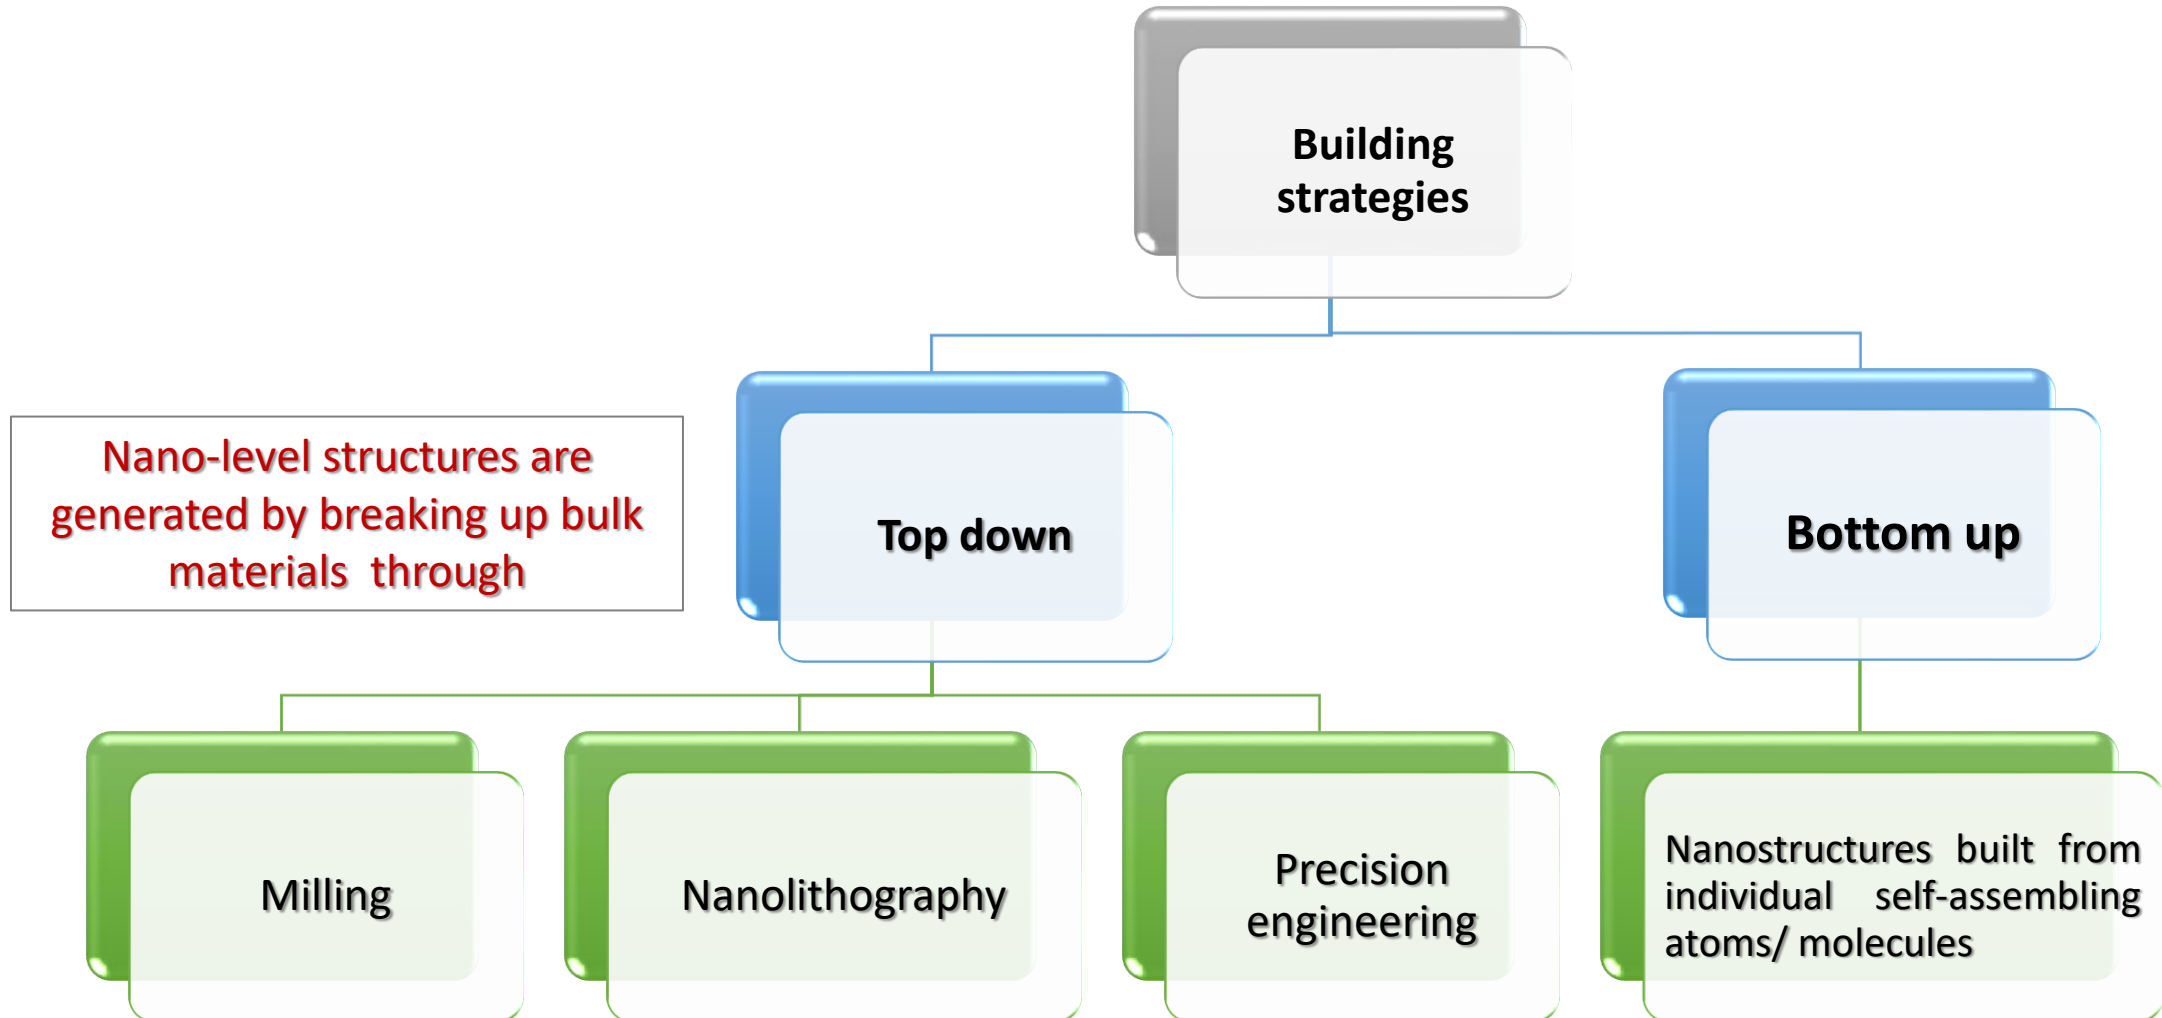 Building
strategies
Nano-level structures are
generated by breaking up bulk
materials through
Top down
Bottom up
Milling
Nanolithography
Precision
engineering
Nanostructures built from
individual self-assembling
atoms/ molecules